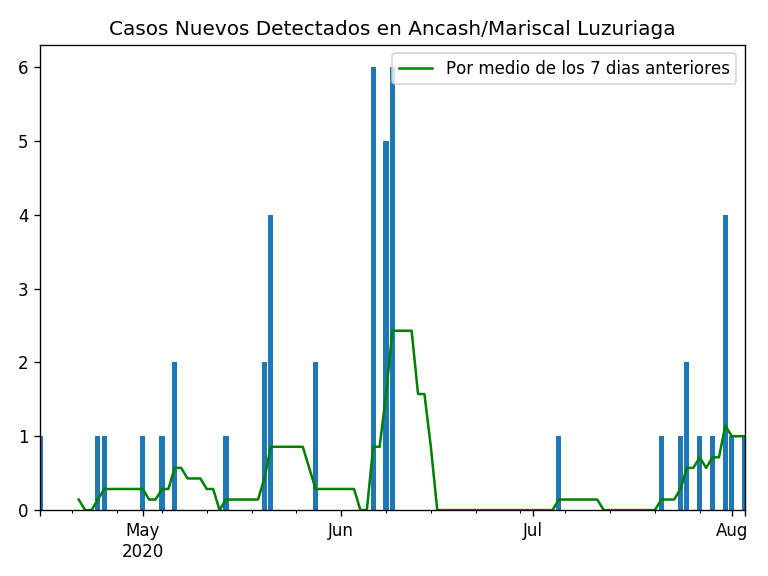 Casos Nuevos Detectados en Ancash/Mariscal Luzuriaga
Por medio de los 7 dias anteriores
6
5
4
3
2
1
0
May Jun Jul Aug
2020